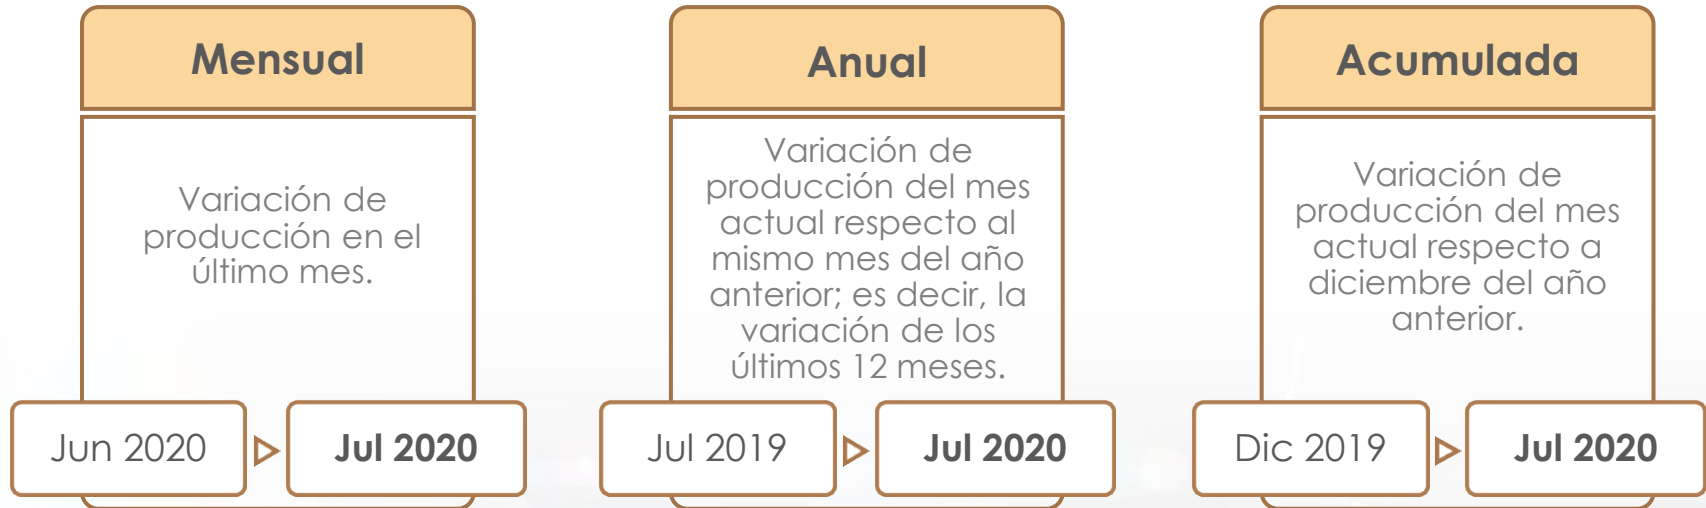 Mensual
Variación de
producción en el
último mes.
Jun 2020
Jul 2020
Anual
Variación de
producción del mes
actual respecto al
mismo mes del año
anterior; es decir, la
variación de los
últimos 12 meses.
Jul 2019
Jul 2020
Acumulada
Variación de
producción del mes
actual respecto a
diciembre del año
anterior.
Dic 2019
Jul 2020